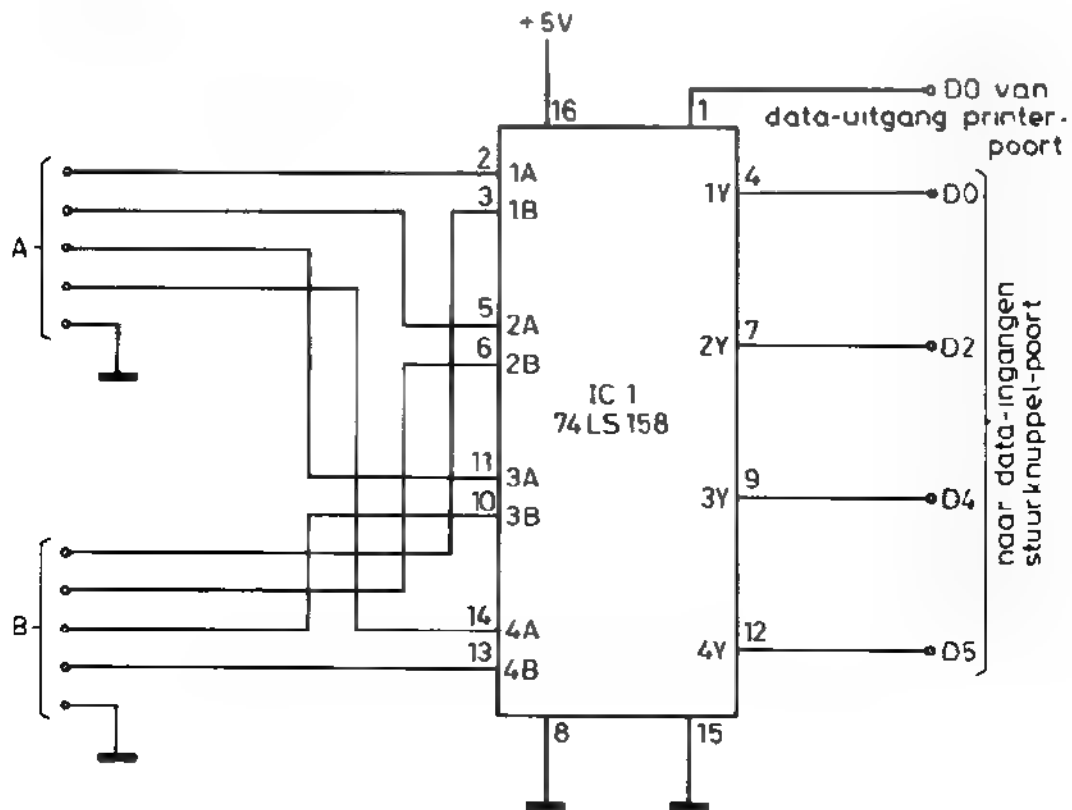 +5V
D0 van
data-uitgang printer-
poort
16
1
A
2
1A
3
1B
5
2A
6
2B
11
3A
10
3B
B
14
4A
13
4B
IC 1
74LS158
1Y
4
D0
2Y
7
D2
3Y
9
D4
4Y
12
D5
naar data-ingangen
stuurknuppel-poort
8
15